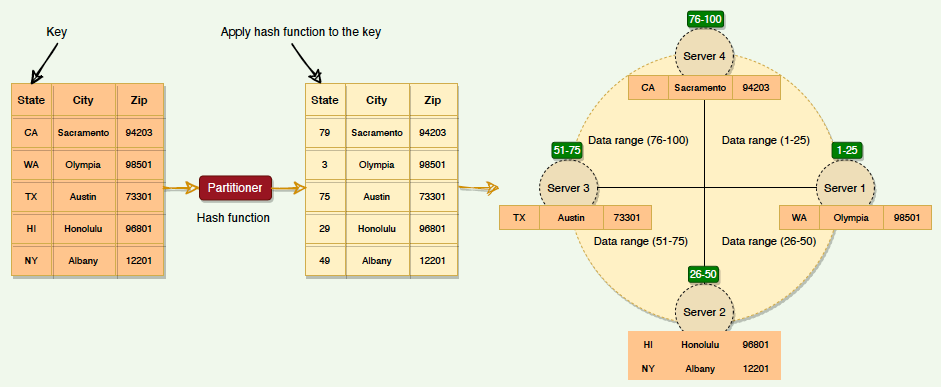 Key
Apply hash function to the key
State City Zip
CA Sacramento 94203
WA Olympia 98501
TX Austin 73301
HI Honolulu 96801
NY Albany 12201
Partitioner
Hash function
State City Zip
79 Sacramento 94203
3 Olympia 98501
75 Austin 73301
29 Honolulu 96801
49 Albany 12201
76-100
Server 4
CA Sacramento 94203
Data range (76-100)
Data range (1-25)
51-75
Server 3
TX Austin 73301
1-25
Server 1
WA Olympia 98501
Data range (51-75)
Data range (26-50)
26-50
Server 2
HI Honolulu 96801
NY Albany 12201